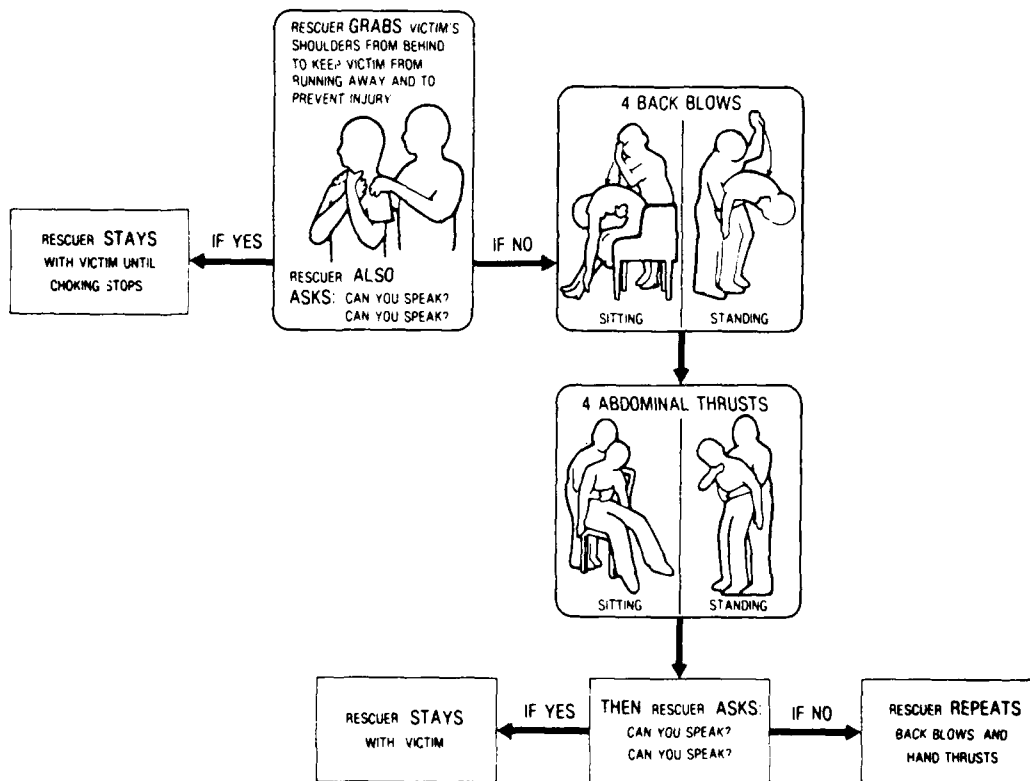 RESCUER GRABS VICTIM'S
SHOULDERS FROM BEHIND
TO KEEP VICTIM FROM
RUNNING AWAY AND TO
PREVENT INJURY
RESCUER ALSO
ASKS: CAN YOU SPEAK?
CAN YOU SPEAK?
IF YES
RESCUER STAYS
WITH VICTIM UNTIL
CHOKING STOPS
IF NO
4 BACK BLOWS
SITTING
STANDING
4 ABDOMINAL THRUSTS
SITTING
STANDING
THEN RESCUER ASKS:
CAN YOU SPEAK?
CAN YOU SPEAK?
IF YES
RESCUER STAYS
WITH VICTIM
IF NO
RESCUER REPEATS
BACK BLOWS AND
HAND THRUSTS